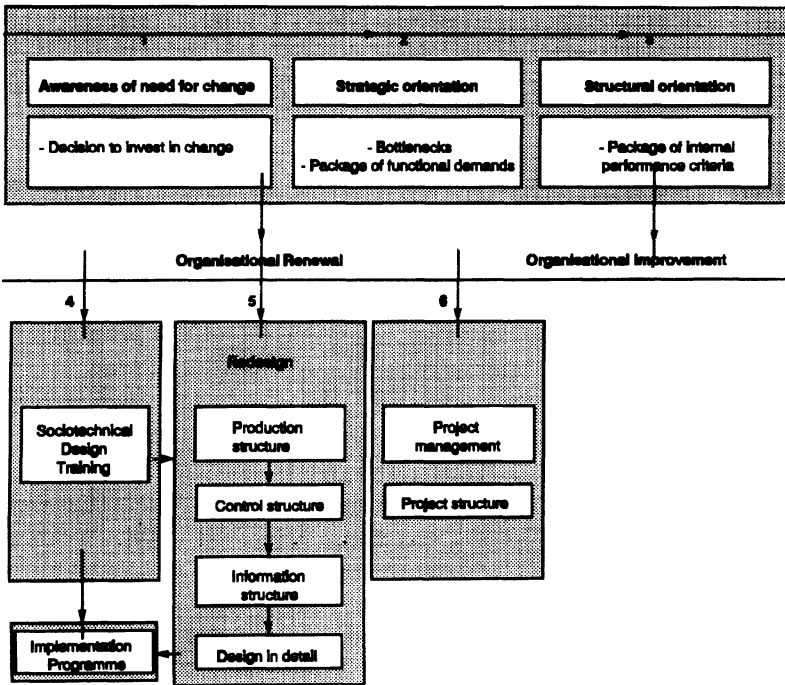 1
2
3
Awareness of need for change
Strategic orientation
Structural orientation
- Decision to invest in change
- Bottlenecks
- Package of functional demands
- Package of internal
performance criteria
Organisational Renewal
Organisational Improvement
4
5
6
Redesign
Sociotechnical
Design
Training
Production
structure
Project
management
Control structure
Project structure
Information
structure
Implementation
Programme
Design in detail